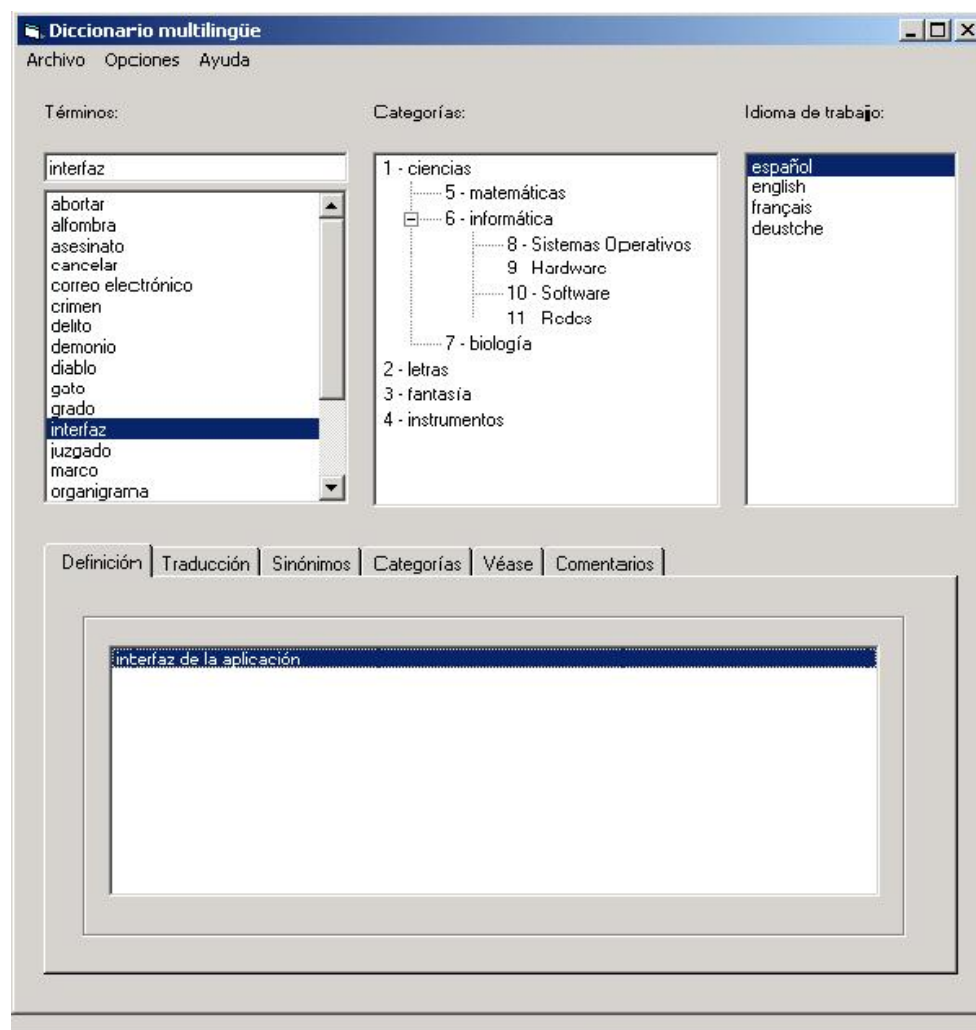 Diccionario multilingüe
Archivo Opciones Ayuda
Términos:
interfaz
abortar
alfombra
asesinato
cancelar
correo electrónico
crimen
delito
demonio
diablo
gato
grado
interfaz
juzgado
marco
organigrama
Categorías:
1 - ciencias
5 - matemáticas
6 - informática
8 - Sistemas Operativos
9 Hardware
10 - Software
11 Redes
7 - biología
2 - letras
3 - fantasía
4 - instrumentos
Idioma de trabajo:
español
english
français
deustche
Definición Traducción Sinónimos Categorías Véase Comentarios
interfaz de la aplicación